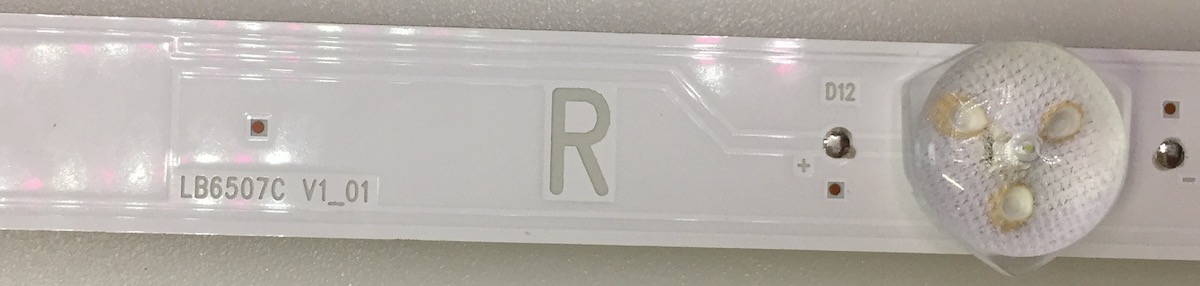 LB6507C V1_01
R
D12
+
-